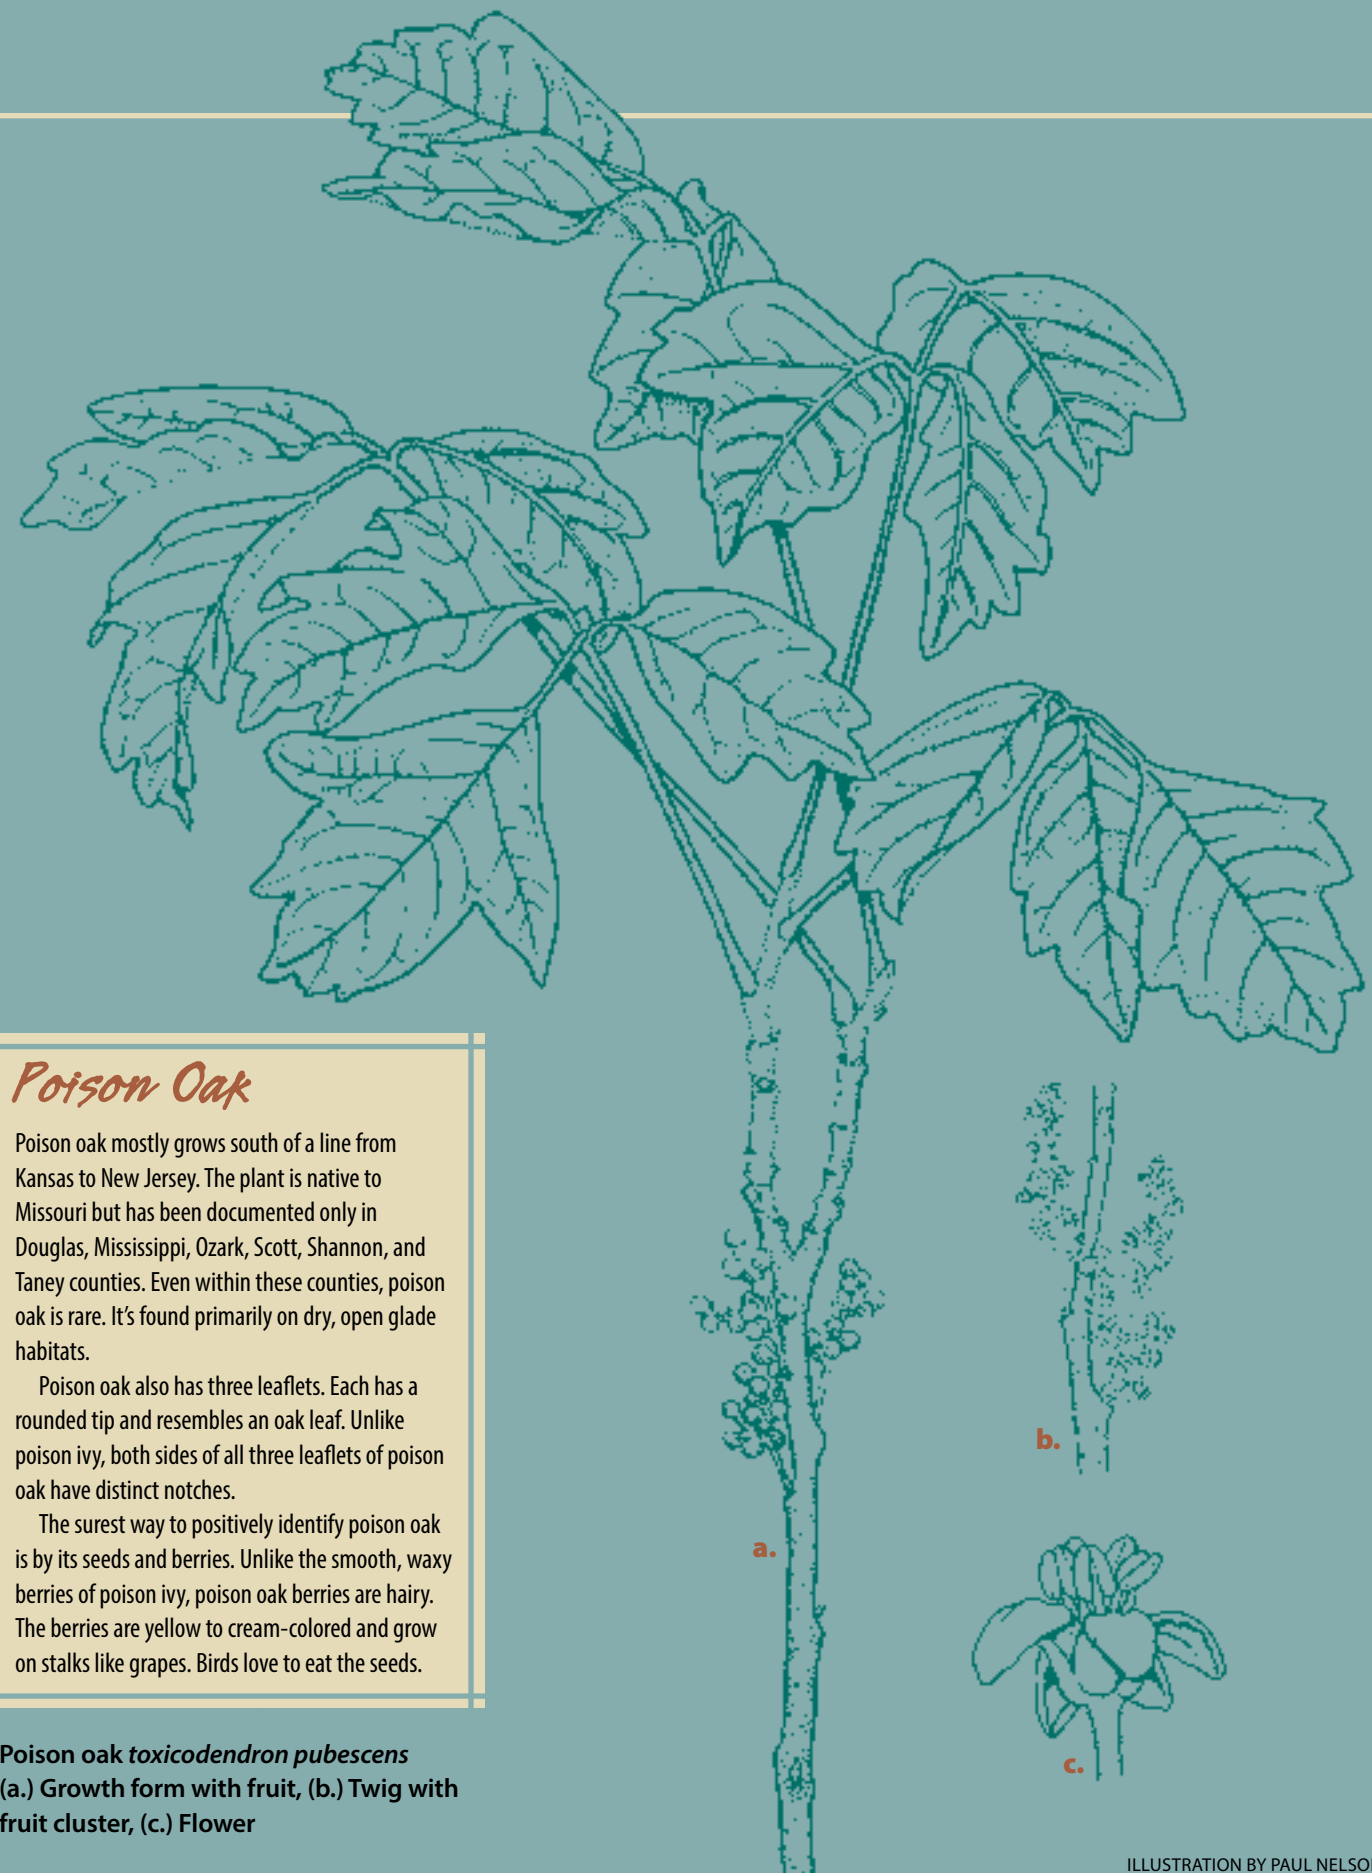 Poison Oak
Poison oak mostly grows south of a line from
Kansas to New Jersey. The plant is native to
Missouri but has been documented only in
Douglas, Mississippi, Ozark, Scott, Shannon, and
Taney counties. Even within these counties, poison
oak is rare. It’s found primarily on dry, open glade
habitats.
Poison oak also has three leaflets. Each has a
rounded tip and resembles an oak leaf. Unlike
poison ivy, both sides of all three leaflets of poison
oak have distinct notches.
The surest way to positively identify poison oak
is by its seeds and berries. Unlike the smooth, waxy
berries of poison ivy, poison oak berries are hairy.
The berries are yellow to cream-colored and grow
on stalks like grapes. Birds love to eat the seeds.
Poison oak toxicodendron pubescens
(a.) Growth form with fruit, (b.) Twig with
fruit cluster, (c.) Flower
b.
a.
c.
ILLUSTRATION BY PAUL NELSO